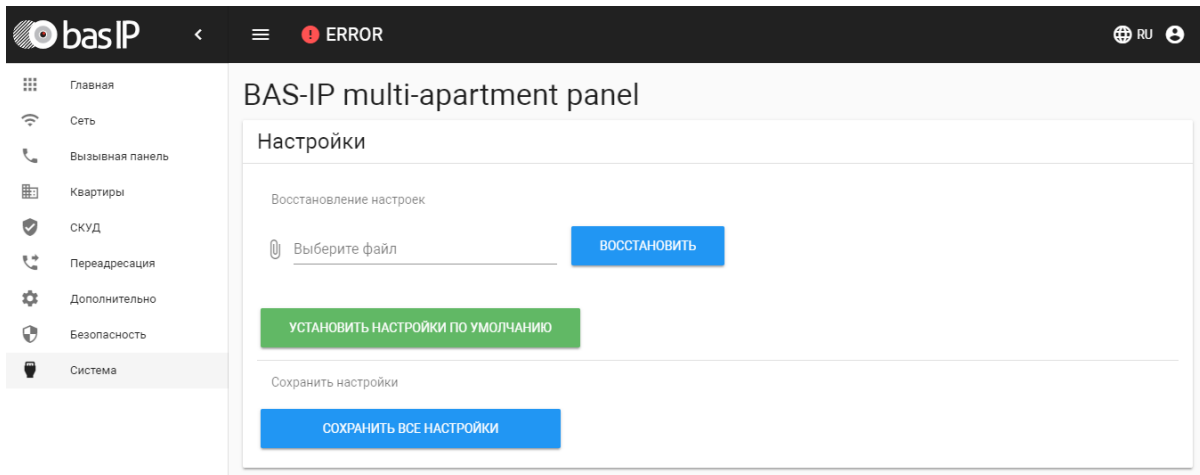 bas IP
ERROR
RU
Главная
Сеть
Вызывная панель
Квартиры
СКУД
Переадресация
Дополнительно
Безопасность
Система
BAS-IP multi-apartment panel
Настройки
Восстановление настроек
Выберите файл
ВОССТАНОВИТЬ
УСТАНОВИТЬ НАСТРОЙКИ ПО УМОЛЧАНИЮ
Сохранить настройки
СОХРАНИТЬ ВСЕ НАСТРОЙКИ